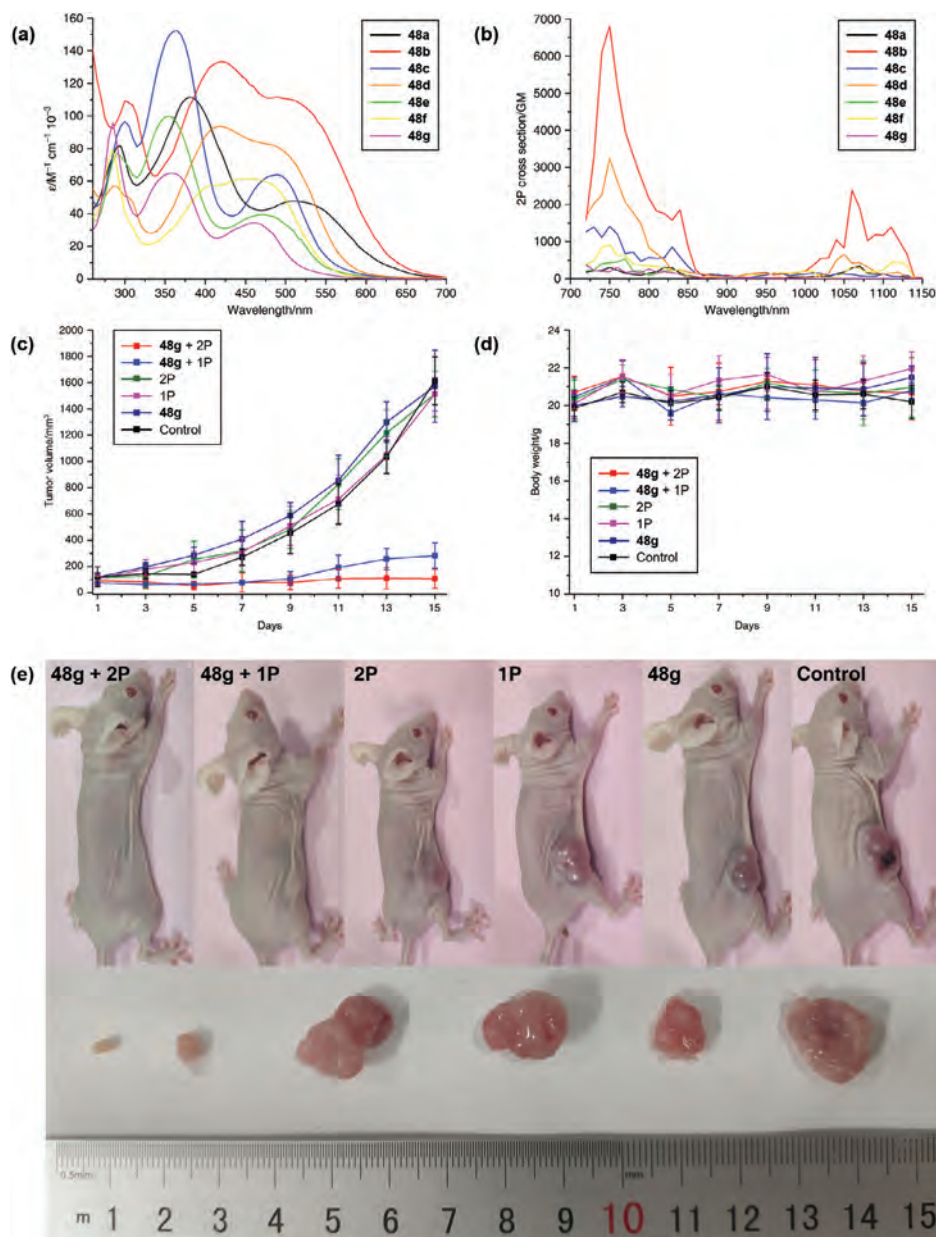 (a)
160
140
120
100
80
60
40
20
0
ε/M⁻¹ cm⁻¹ 10⁻³
300 350 400 450 500 550 600 650 700
Wavelength/nm
48a
48b
48c
48d
48e
48f
48g
(b)
7000
6000
5000
4000
3000
2000
1000
0
2P cross section/GM
700 750 800 850 900 950 1000 1050 1100 1150
Wavelength/nm
48a
48b
48c
48d
48e
48f
48g
(c)
2000
1800
1600
1400
1200
1000
800
600
400
200
0
Tumor volume/mm³
1 3 5 7 9 11 13 15
Days
48g + 2P
48g + 1P
2P
1P
48g
Control
(d)
24
22
20
18
16
14
12
10
Body weight/g
1 3 5 7 9 11 13 15
Days
48g + 2P
48g + 1P
2P
1P
48g
Control
(e)
48g + 2P 48g + 1P 2P 1P 48g Control
0.5mm mm
m 1 2 3 4 5 6 7 8 9 10 11 12 13 14 15